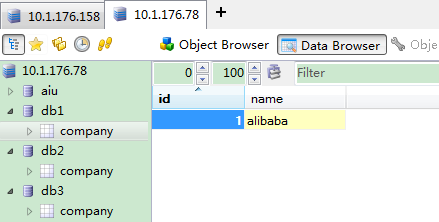 10.1.176.158 10.1.176.78 +
Object Browser Data Browser Obje
10.1.176.78 0 100 Filter
aiu
db1
company
db2
company
db3
company
id name
1 alibaba